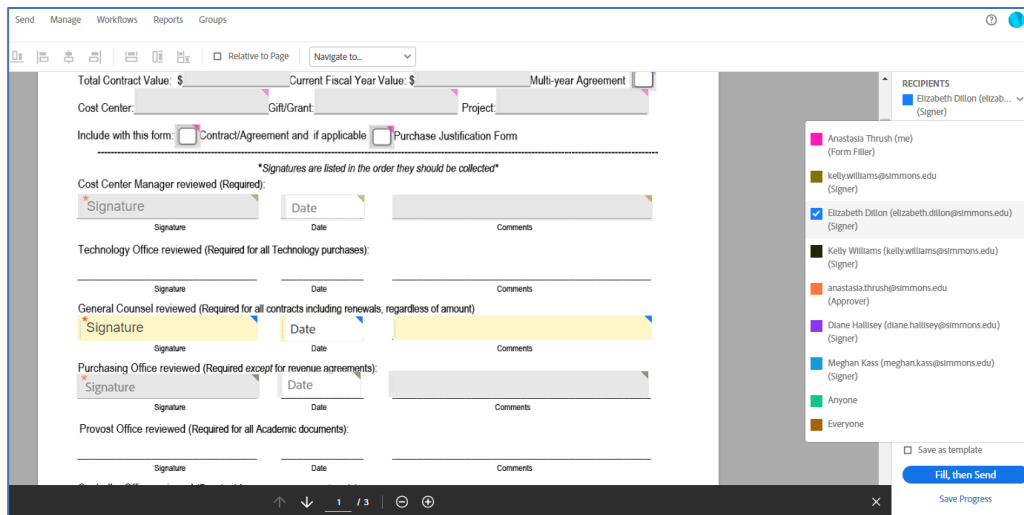 Send Manage Workflows Reports Groups
Relative to Page Navigate to...
Total Contract Value: $ Current Fiscal Year Value: $ Multi-year Agreement
Cost Center: Gift/Grant: Project:
Include with this form: Contract/Agreement and if applicable Purchase Justification Form
*Signatures are listed in the order they should be collected*
Cost Center Manager reviewed (Required):
*Signature Date
Signature Date Comments
Technology Office reviewed (Required for all Technology purchases):
Signature Date Comments
General Counsel reviewed (Required for all contracts including renewals, regardless of amount)
*Signature Date
Signature Date Comments
Purchasing Office reviewed (Required except for revenue agreements):
*Signature Date
Signature Date Comments
Provost Office reviewed (Required for all Academic documents):
Signature Date Comments
1 / 3
RECIPIENTS
Elizabeth Dillon (elizab...
(Signer)
Anastasia Thrush (me)
(Form Filler)
kelly.williams@simmons.edu
(Signer)
Elizabeth Dillon (elizabeth.dillon@simmons.edu)
(Signer)
Kelly Williams (kelly.williams@simmons.edu)
(Signer)
anastasia.thrush@simmons.edu
(Approver)
Diane Hallisey (diane.hallisey@simmons.edu)
(Signer)
Meghan Kass (meghan.kass@simmons.edu)
(Signer)
Anyone
Everyone
Save as template
Fill, then Send
Save Progress